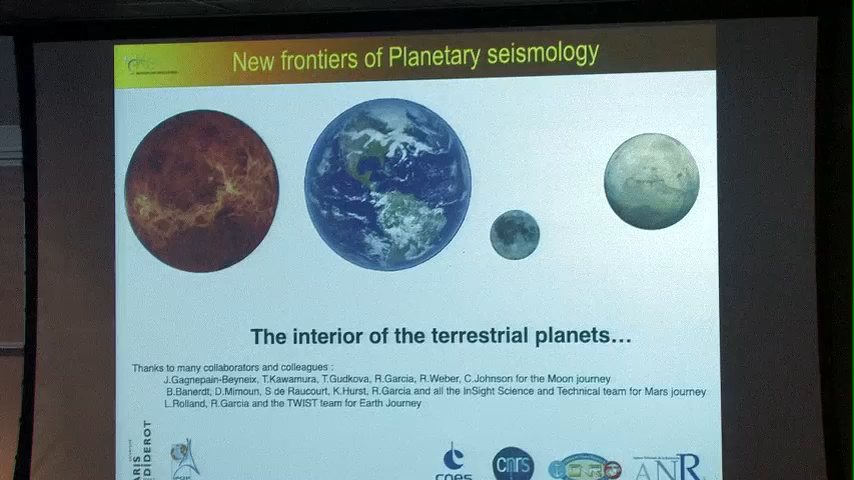 New frontiers of Planetary seismology
The interior of the terrestrial planets...
Thanks to many collaborators and colleagues :
J.Gagnepain-Beyneix, T.Kawamura, T.Gudkova, R.Garcia, R.Weber, C.Johnson for the Moon journey
B.Banerdt, D.Mimoun, S de Raucourt, K.Hurst, R.Garcia and all the InSight Science and Technical team for Mars journey
L.Rolland, R.Garcia and the TWIST team for Earth Journey
DIDEROT
cnes
cnrs
ANR